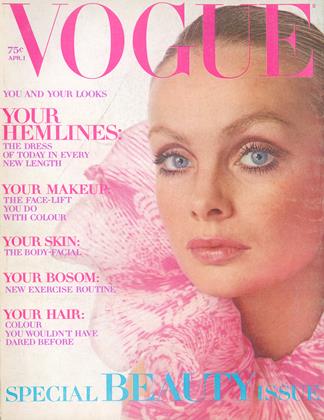 VOGUE
75¢
APR. 1
YOU AND YOUR LOOKS
YOUR
HEMLINES:
THE DRESS
OF TODAY IN EVERY
NEW LENGTH
YOUR MAKEUP:
THE FACE-LIFT
YOU DO
WITH COLOUR
YOUR SKIN:
THE BODY-FACIAL
YOUR BOSOM:
NEW EXERCISE ROUTINE
YOUR HAIR:
COLOUR
YOU WOULDN'T HAVE
DARED BEFORE
SPECIAL BEAUTY ISSUE